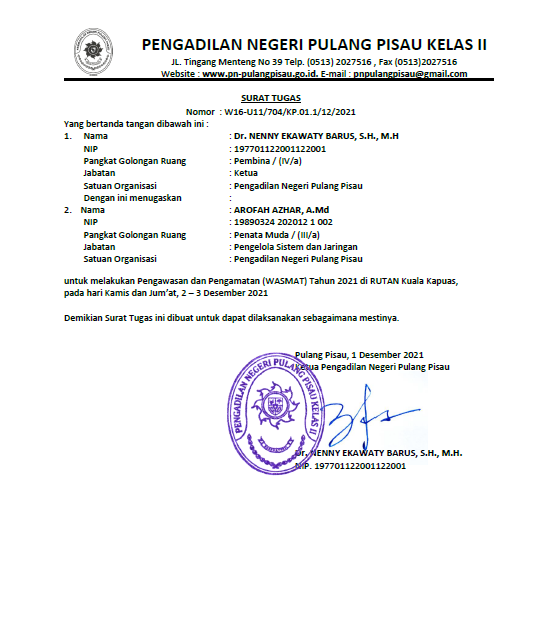 PENGADILAN NEGERI PULANG PISAU KELAS II
JL. Tingang Menteng No 39 Telp. (0513) 2027516 , Fax (0513)2027516
Website : www.pn-pulangpisau.go.id. E-mail : pnpulangpisau@gmail.com
SURAT TUGAS
Nomor : W16-U11/704/KP.01.1/12/2021
Yang bertanda tangan dibawah ini :
1. Nama : Dr. NENNY EKAWATY BARUS, S.H., M.H
NIP : 197701122001122001
Pangkat Golongan Ruang : Pembina / (IV/a)
Jabatan : Ketua
Satuan Organisasi : Pengadilan Negeri Pulang Pisau
Dengan ini menugaskan :
2. Nama : AROFAH AZHAR, A.Md
NIP : 19890324 202012 1 002
Pangkat Golongan Ruang : Penata Muda / (III/a)
Jabatan : Pengelola Sistem dan Jaringan
Satuan Organisasi : Pengadilan Negeri Pulang Pisau
untuk melakukan Pengawasan dan Pengamatan (WASMAT) Tahun 2021 di RUTAN Kuala Kapuas,
pada hari Kamis dan Jum’at, 2 – 3 Desember 2021
Demikian Surat Tugas ini dibuat untuk dapat dilaksanakan sebagaimana mestinya.
Pulang Pisau, 1 Desember 2021
Ketua Pengadilan Negeri Pulang Pisau
PENGADILAN NEGERI PULANG PISAU KELAS II
Dr. NENNY EKAWATY BARUS, S.H., M.H.
NIP. 197701122001122001